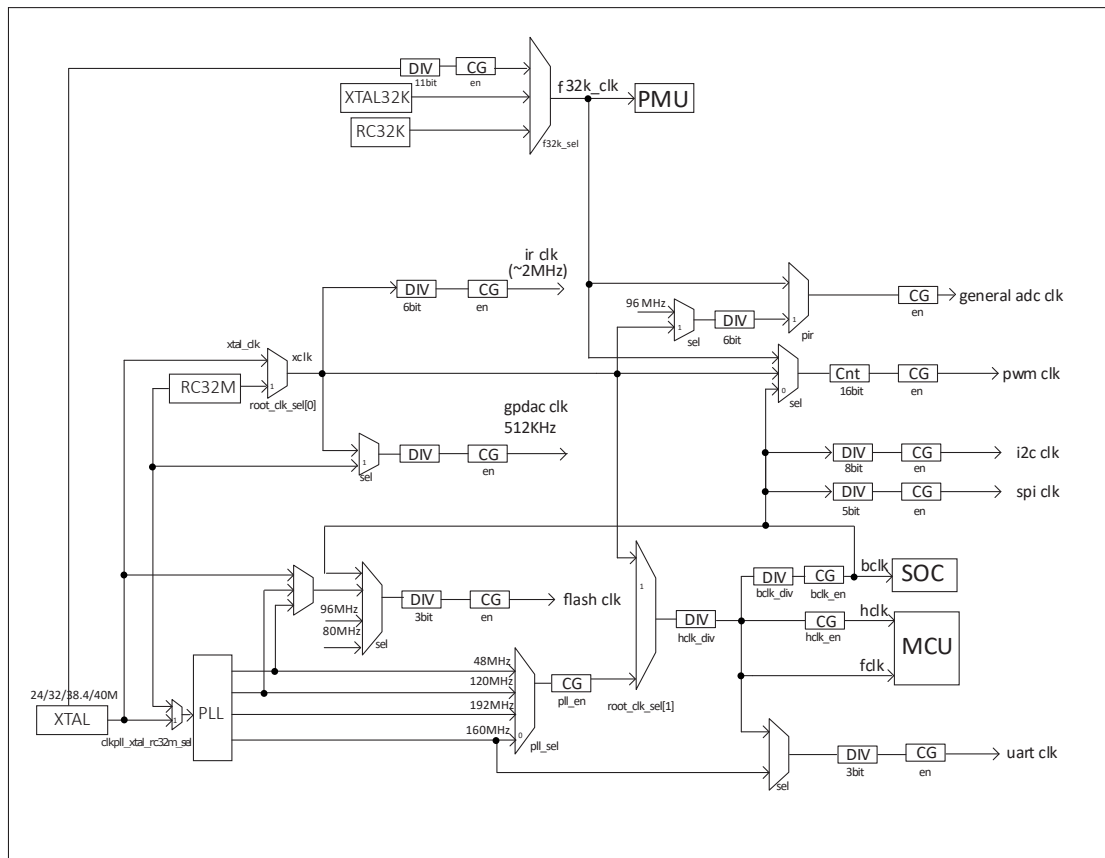 DIV
CG
11bit
en
XTAL32K
RC32K
f32k_sel
f32k_clk
PMU
ir clk
(~2MHz)
DIV
CG
6bit
en
96 MHz
1
sel
DIV
6bit
1
pir
CG
en
general adc clk
xtal_clk
xclk
RC32M
1
root_clk_sel[0]
0
sel
Cnt
16bit
CG
en
pwm clk
gpdac clk
512KHz
1
sel
DIV
CG
en
DIV
8bit
CG
en
i2c clk
DIV
5bit
CG
en
spi clk
96MHz
80MHz
sel
DIV
3bit
CG
en
flash clk
1
root_clk_sel[1]
DIV
hclk_div
DIV
bclk_div
CG
bclk_en
bclk
SOC
CG
hclk_en
hclk
fclk
MCU
24/32/38.4/40M
XTAL
1
clkpll_xtal_rc32m_sel
PLL
48MHz
120MHz
192MHz
160MHz
0
pll_sel
CG
pll_en
sel
DIV
3bit
CG
en
uart clk